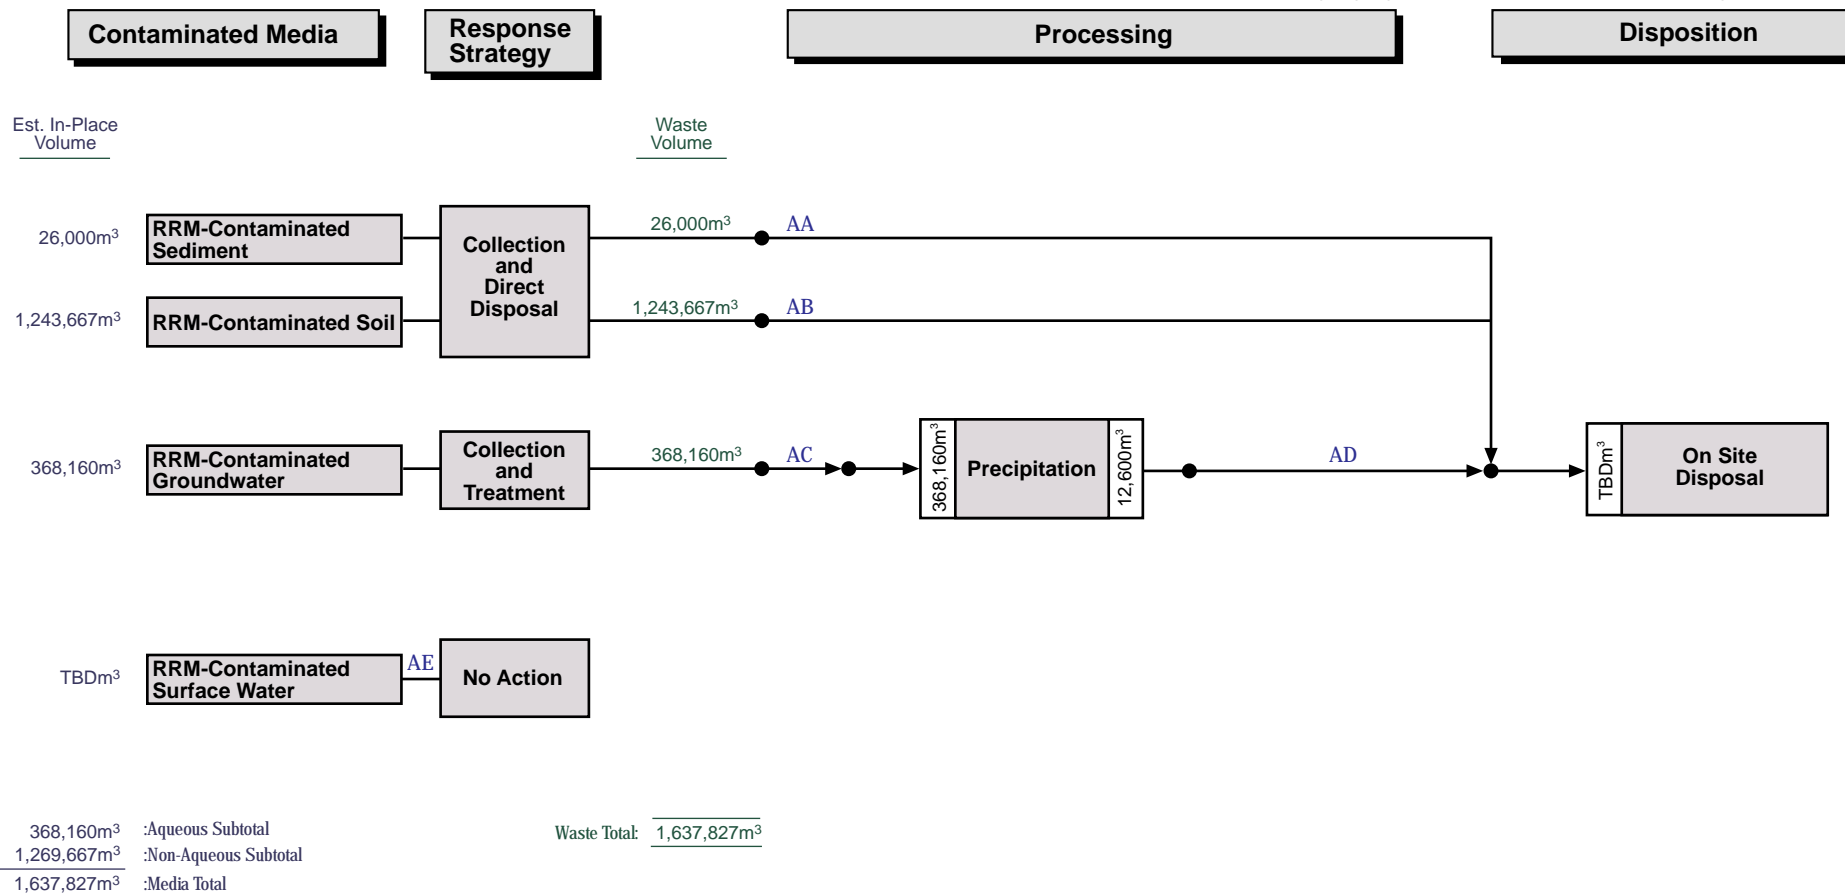 Contaminated Media
Response
Strategy
Processing
Disposition
Est. In-Place
Volume
Waste
Volume
26,000m³
RRM-Contaminated
Sediment
Collection
and
Direct
Disposal
26,000m³
AA
1,243,667m³
RRM-Contaminated Soil
1,243,667m³
AB
368,160m³
RRM-Contaminated
Groundwater
Collection
and
Treatment
368,160m³
AC
368,160m³
Precipitation
12,600m³
AD
TBDm³
On Site
Disposal
TBDm³
RRM-Contaminated
Surface Water
AE
No Action
368,160m³ :Aqueous Subtotal
1,269,667m³ :Non-Aqueous Subtotal
1,637,827m³ :Media Total
Waste Total: 1,637,827m³